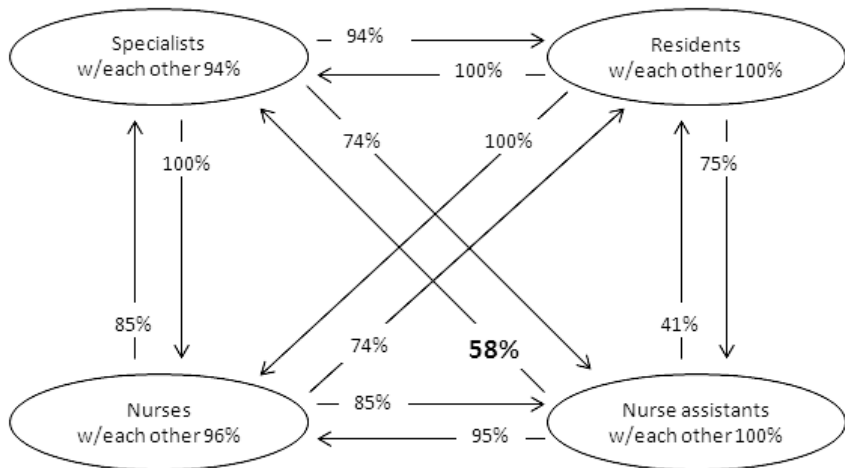 Specialists
w/each other 94%
94%
100%
Residents
w/each other 100%
100%
74%
100%
75%
85%
74%
58%
41%
Nurses
w/each other 96%
85%
95%
Nurse assistants
w/each other 100%